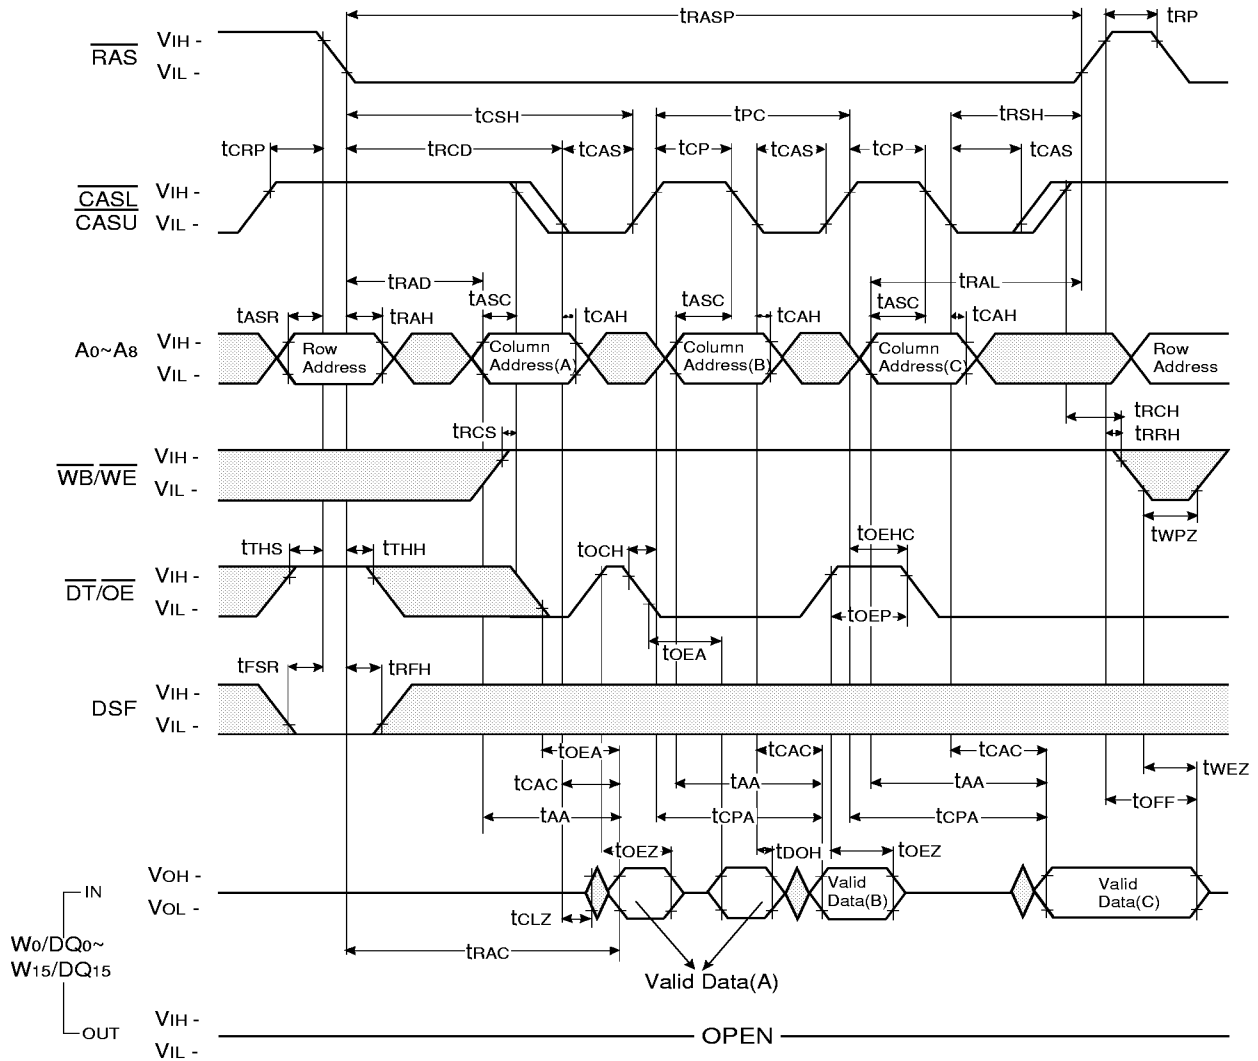 tRASP
tRP
RAS
VIH -
VIL -
tCSH
tPC
tRSH
tCRP
tRCD
tCAS
tCP
tCAS
tCP
tCAS
CASL
CASU
VIH -
VIL -
tRAD
tRAL
tASR
tRAH
tASC
tCAH
tASC
tCAH
tASC
tCAH
A0~A8
VIH -
VIL -
Row
Address
Column
Address(A)
Column
Address(B)
Column
Address(C)
Row
Address
tRCS
tRCH
tRRH
WB/WE
VIH -
VIL -
tWPZ
tTHS
tTHH
tOCH
tOEHC
DT/OE
VIH -
VIL -
tOEP
tOEA
tFSR
tRFH
DSF
VIH -
VIL -
tOEA
tCAC
tCAC
tWEZ
tCAC
tAA
tAA
tOFF
tAA
tCPA
tCPA
tOEZ
tDOH
tOEZ
VOH -
VOL -
IN
Valid
Data(B)
Valid
Data(C)
tCLZ
W0/DQ0~
W15/DQ15
tRAC
Valid Data(A)
OUT
VIH -
VIL -
OPEN